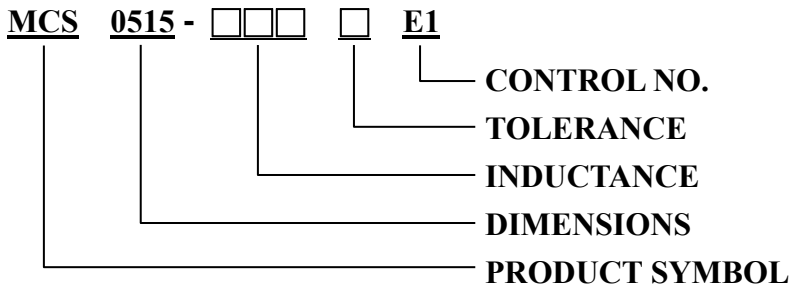 MCS 0515 - □□□ □ E1
CONTROL NO.
TOLERANCE
INDUCTANCE
DIMENSIONS
PRODUCT SYMBOL